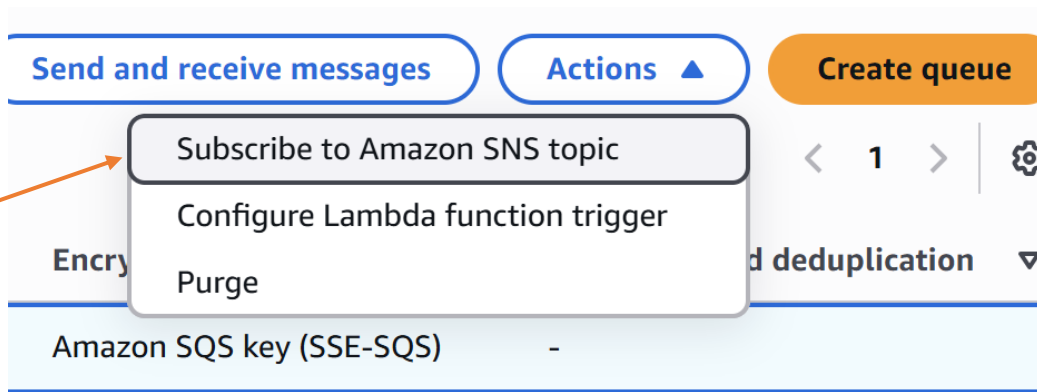 Send and receive messages Actions Create queue
Subscribe to Amazon SNS topic
1
Configure Lambda function trigger
deduplication
Purge
Amazon SQS key (SSE-SQS) -